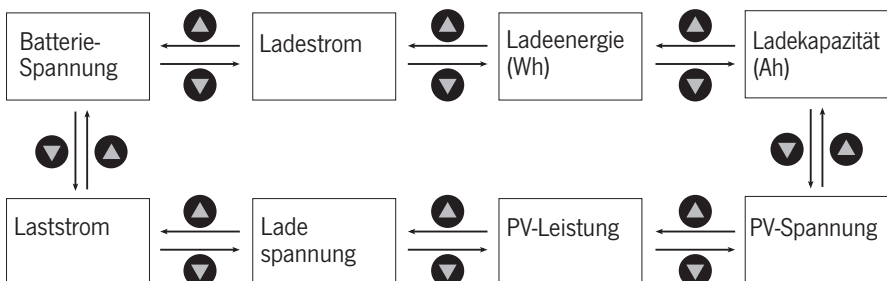 Batterie-
Spannung
Ladestrom
Ladeenergie
(Wh)
Ladekapazität
(Ah)
Laststrom
Lade
spannung
PV-Leistung
PV-Spannung